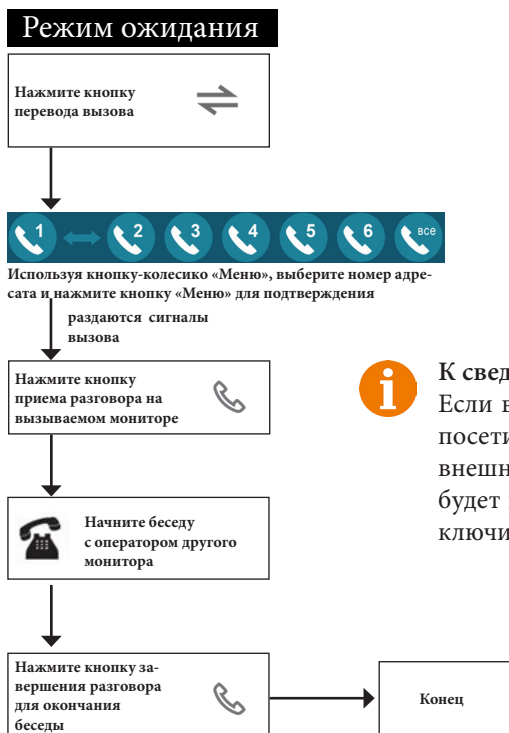 Режим ожидания
Нажмите кнопку
перевода вызова
1 2 3 4 5 6 все
Используя кнопку-колесико «Меню», выберите номер адре-
сата и нажмите кнопку «Меню» для подтверждения
раздаются сигналы
вызова
Нажмите кнопку
приема разговора на
вызываемом мониторе
К свед
Если в
посети
внешн
будет
ключи
Начните беседу
с оператором другого
монитора
Нажмите кнопку за-
вершения разговора
для окончания
беседы
Конец